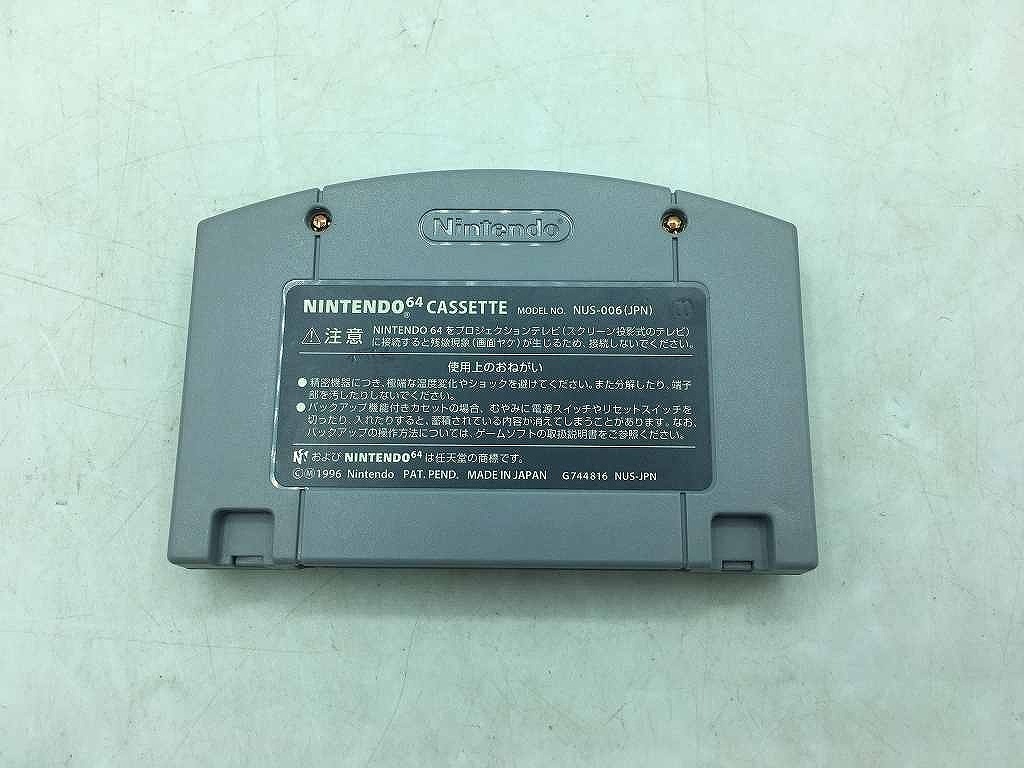 Nintendo®
NINTENDO®64 CASSETTE MODEL NO. NUS-006(JPN)
注意 NINTENDO 64 をプロジェクションテレビ(スクリーン投影式のテレビ)
に接続すると残像現象(画面ヤケ)が生じるため、接続しないでください。
使用上のおねがい
●精密機器につき、極端な温度変化やショックを避けてください。また分解したり、端子
部を汚したりしないでください。
●バックアップ機能付きカセットの場合、むやみに電源スイッチやリセットスイッチを
切ったり、入れたりすると、蓄積されている内容が消えてしまうことがあります。なお、
バックアップの操作方法については、ゲームソフトの取扱説明書をご参照ください。
および NINTENDO64 は任天堂の商標です。
©Ⓜ1996 Nintendo PAT. PEND. MADE IN JAPAN G744816 NUS-JPN